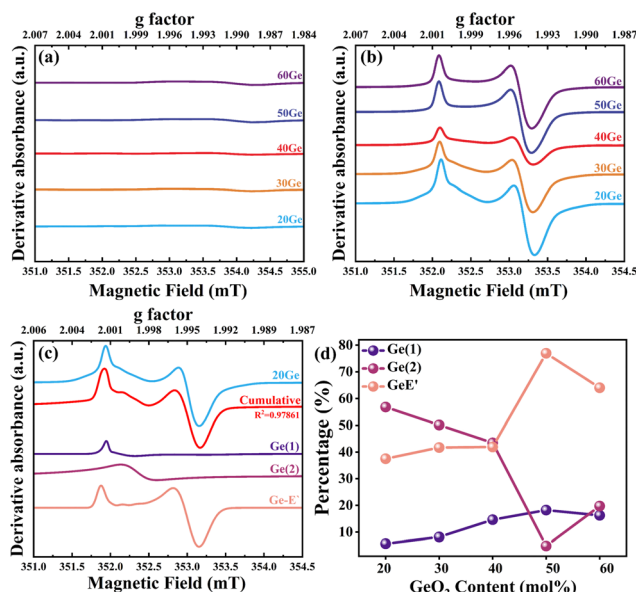 g factor
2.007 2.004 2.001 1.999 1.996 1.993 1.990 1.987 1.984
(a)
Derivative absorbance (a.u.)
60Ge
50Ge
40Ge
30Ge
20Ge
351.0 351.5 352.0 352.5 353.0 353.5 354.0 354.5 355.0
Magnetic Field (mT)
g factor
2.007 2.004 2.001 1.999 1.996 1.993 1.990 1.987
(b)
Derivative absorbance (a.u.)
60Ge
50Ge
40Ge
30Ge
20Ge
351.0 351.5 352.0 352.5 353.0 353.5 354.0 354.5
Magnetic Field (mT)
g factor
2.006 2.004 2.001 1.998 1.995 1.992 1.989 1.987
(c)
Derivative absorbance (a.u.)
20Ge
Cumulative
R²=0.97861
Ge(1)
Ge(2)
Ge-E'
351.0 351.5 352.0 352.5 353.0 353.5 354.0 354.5
Magnetic Field (mT)
(d)
Percentage (%)
80
70
60
50
40
30
20
10
Ge(1)
Ge(2)
GeE'
20 30 40 50 60
GeO₂ Content (mol%)